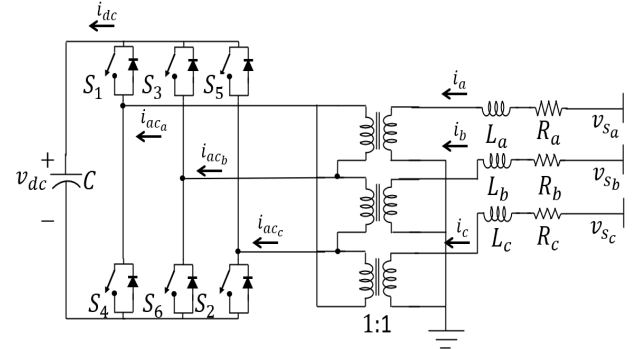 i_dc
S_1 S_3 S_5
i_ac_a
i_a
L_a R_a v_s_a
i_ac_b
i_b
+
v_dc C
−
L_b R_b v_s_b
i_ac_c
i_c
L_c R_c v_s_c
S_4 S_6 S_2
1:1